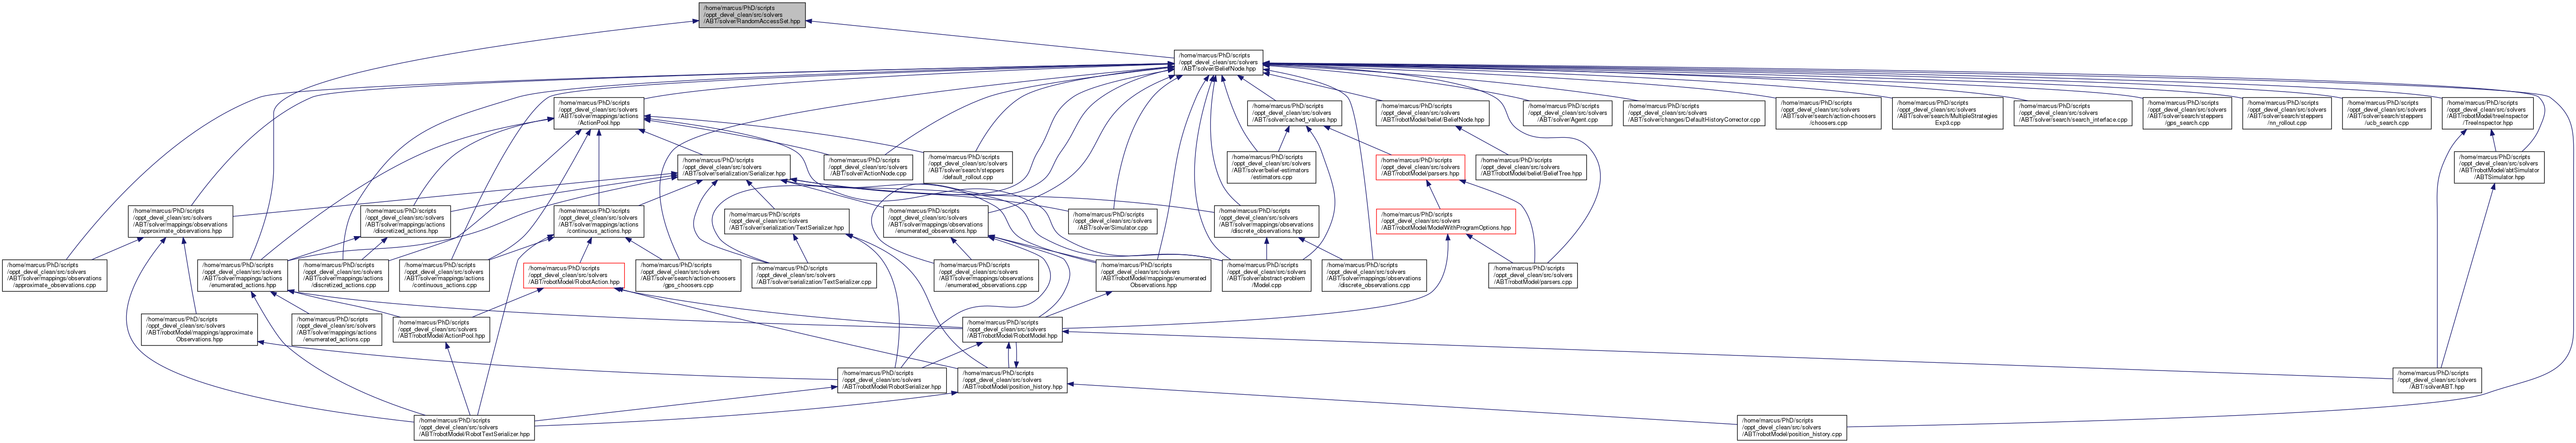 /home/marcus/PhD/scripts
/oppt_devel_clean/src/solvers
/ABT/solver/RandomAccessSet.hpp
/home/marcus/PhD/scripts
/oppt_devel_clean/src/solvers
/ABT/solver/BeliefNode.hpp
/home/marcus/PhD/scripts
/oppt_devel_clean/src/solvers
/ABT/solver/mappings/actions
/ActionPool.hpp
/home/marcus/PhD/scripts
/oppt_devel_clean/src/solvers
/ABT/solver/cached_values.hpp
/home/marcus/PhD/scripts
/oppt_devel_clean/src/solvers
/ABT/robotModel/belief/BeliefNode.hpp
/home/marcus/PhD/scripts
/oppt_devel_clean/src/solvers
/ABT/solver/Agent.cpp
/home/marcus/PhD/scripts
/oppt_devel_clean/src/solvers
/ABT/solver/changes/DefaultHistoryCorrector.cpp
/home/marcus/PhD/scripts
/oppt_devel_clean/src/solvers
/ABT/solver/search/action-choosers
/choosers.cpp
/home/marcus/PhD/scripts
/oppt_devel_clean/src/solvers
/ABT/solver/search/MultipleStrategies
Exp3.cpp
/home/marcus/PhD/scripts
/oppt_devel_clean/src/solvers
/ABT/solver/search/search_interface.cpp
/home/marcus/PhD/scripts
/oppt_devel_clean/src/solvers
/ABT/solver/search/steppers
/gps_search.cpp
/home/marcus/PhD/scripts
/oppt_devel_clean/src/solvers
/ABT/solver/search/steppers
/nn_rollout.cpp
/home/marcus/PhD/scripts
/oppt_devel_clean/src/solvers
/ABT/solver/search/steppers
/ucb_search.cpp
/home/marcus/PhD/scripts
/oppt_devel_clean/src/solvers
/ABT/robotModel/treeInspector
/TreeInspector.hpp
/home/marcus/PhD/scripts
/oppt_devel_clean/src/solvers
/ABT/solver/serialization/Serializer.hpp
/home/marcus/PhD/scripts
/oppt_devel_clean/src/solvers
/ABT/solver/ActionNode.cpp
/home/marcus/PhD/scripts
/oppt_devel_clean/src/solvers
/ABT/solver/search/steppers
/default_rollout.cpp
/home/marcus/PhD/scripts
/oppt_devel_clean/src/solvers
/ABT/solver/belief-estimators
/estimators.cpp
/home/marcus/PhD/scripts
/oppt_devel_clean/src/solvers
/ABT/robotModel/parsers.hpp
/home/marcus/PhD/scripts
/oppt_devel_clean/src/solvers
/ABT/robotModel/belief/BeliefTree.hpp
/home/marcus/PhD/scripts
/oppt_devel_clean/src/solvers
/ABT/robotModel/abtSimulator
/ABTSimulator.hpp
/home/marcus/PhD/scripts
/oppt_devel_clean/src/solvers
/ABT/solver/mappings/observations
/approximate_observations.hpp
/home/marcus/PhD/scripts
/oppt_devel_clean/src/solvers
/ABT/solver/mappings/actions
/discretized_actions.hpp
/home/marcus/PhD/scripts
/oppt_devel_clean/src/solvers
/ABT/solver/mappings/actions
/continuous_actions.hpp
/home/marcus/PhD/scripts
/oppt_devel_clean/src/solvers
/ABT/solver/serialization/TextSerializer.hpp
/home/marcus/PhD/scripts
/oppt_devel_clean/src/solvers
/ABT/solver/mappings/observations
/enumerated_observations.hpp
/home/marcus/PhD/scripts
/oppt_devel_clean/src/solvers
/ABT/solver/Simulator.cpp
/home/marcus/PhD/scripts
/oppt_devel_clean/src/solvers
/ABT/solver/mappings/observations
/discrete_observations.hpp
/home/marcus/PhD/scripts
/oppt_devel_clean/src/solvers
/ABT/robotModel/ModelWithProgramOptions.hpp
/home/marcus/PhD/scripts
/oppt_devel_clean/src/solvers
/ABT/solver/mappings/observations
/approximate_observations.cpp
/home/marcus/PhD/scripts
/oppt_devel_clean/src/solvers
/ABT/solver/mappings/actions
/enumerated_actions.hpp
/home/marcus/PhD/scripts
/oppt_devel_clean/src/solvers
/ABT/solver/mappings/actions
/discretized_actions.cpp
/home/marcus/PhD/scripts
/oppt_devel_clean/src/solvers
/ABT/solver/mappings/actions
/continuous_actions.cpp
/home/marcus/PhD/scripts
/oppt_devel_clean/src/solvers
/ABT/robotModel/RobotAction.hpp
/home/marcus/PhD/scripts
/oppt_devel_clean/src/solvers
/ABT/solver/search/action-choosers
/gps_choosers.cpp
/home/marcus/PhD/scripts
/oppt_devel_clean/src/solvers
/ABT/solver/serialization/TextSerializer.cpp
/home/marcus/PhD/scripts
/oppt_devel_clean/src/solvers
/ABT/solver/mappings/observations
/enumerated_observations.cpp
/home/marcus/PhD/scripts
/oppt_devel_clean/src/solvers
/ABT/robotModel/mappings/enumerated
Observations.hpp
/home/marcus/PhD/scripts
/oppt_devel_clean/src/solvers
/ABT/solver/abstract-problem
/Model.cpp
/home/marcus/PhD/scripts
/oppt_devel_clean/src/solvers
/ABT/solver/mappings/observations
/discrete_observations.cpp
/home/marcus/PhD/scripts
/oppt_devel_clean/src/solvers
/ABT/robotModel/parsers.cpp
/home/marcus/PhD/scripts
/oppt_devel_clean/src/solvers
/ABT/robotModel/mappings/approximate
Observations.hpp
/home/marcus/PhD/scripts
/oppt_devel_clean/src/solvers
/ABT/solver/mappings/actions
/enumerated_actions.cpp
/home/marcus/PhD/scripts
/oppt_devel_clean/src/solvers
/ABT/robotModel/ActionPool.hpp
/home/marcus/PhD/scripts
/oppt_devel_clean/src/solvers
/ABT/robotModel/RobotModel.hpp
/home/marcus/PhD/scripts
/oppt_devel_clean/src/solvers
/ABT/robotModel/RobotSerializer.hpp
/home/marcus/PhD/scripts
/oppt_devel_clean/src/solvers
/ABT/robotModel/position_history.hpp
/home/marcus/PhD/scripts
/oppt_devel_clean/src/solvers
/ABT/solverABT.hpp
/home/marcus/PhD/scripts
/oppt_devel_clean/src/solvers
/ABT/robotModel/RobotTextSerializer.hpp
/home/marcus/PhD/scripts
/oppt_devel_clean/src/solvers
/ABT/robotModel/position_history.cpp